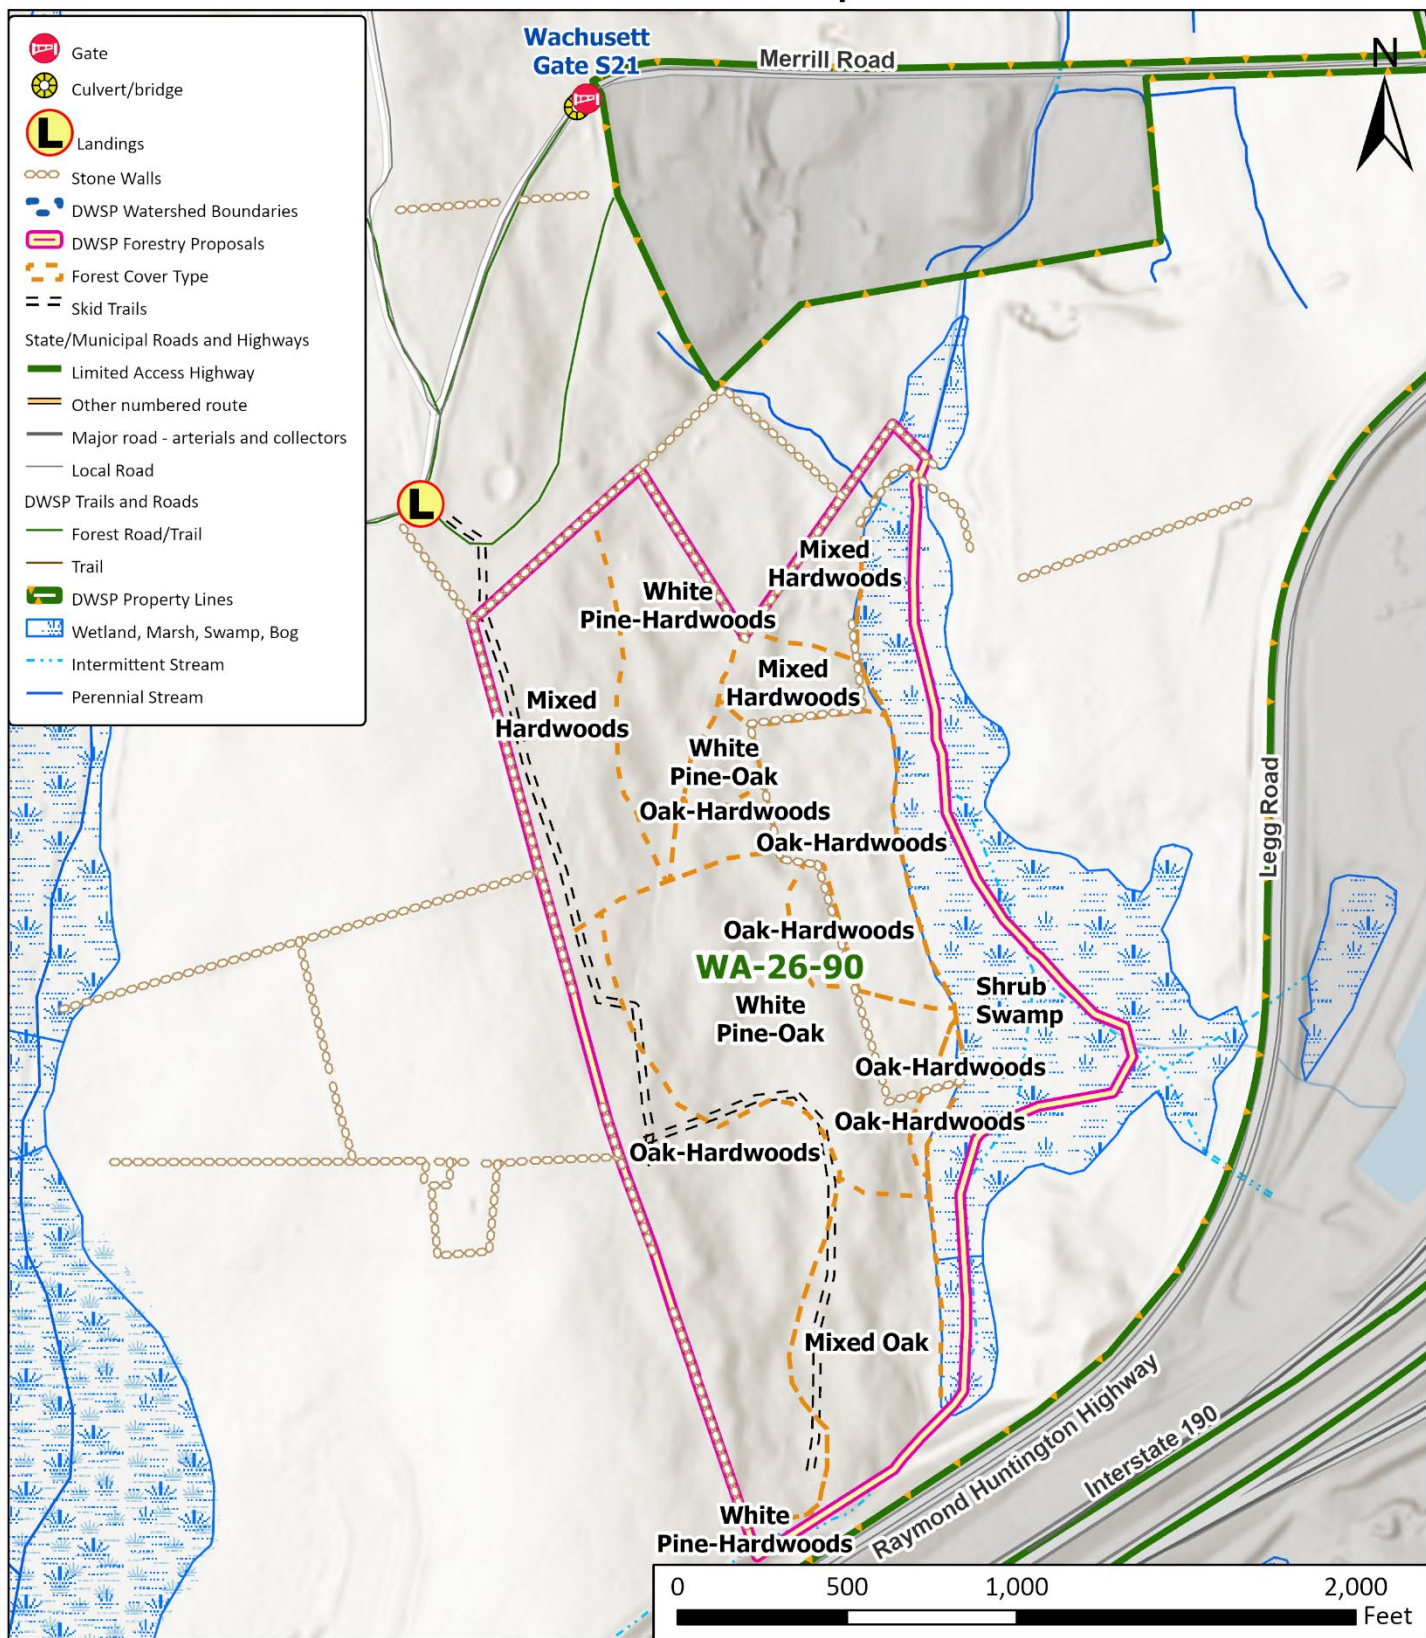 Wachusett
Gate S21
Merrill Road
N
Gate
Culvert/bridge
L
Landings
Stone Walls
DWSP Watershed Boundaries
DWSP Forestry Proposals
Forest Cover Type
Skid Trails
State/Municipal Roads and Highways
Limited Access Highway
Other numbered route
Major road - arterials and collectors
Local Road
DWSP Trails and Roads
Forest Road/Trail
Trail
DWSP Property Lines
Wetland, Marsh, Swamp, Bog
Intermittent Stream
Perennial Stream
L
Mixed
Hardwoods
White
Pine-Hardwoods
Mixed
Hardwoods
Mixed
Hardwoods
White
Pine-Oak
Oak-Hardwoods
Oak-Hardwoods
Legg Road
Oak-Hardwoods
WA-26-90
White
Pine-Oak
Shrub
Swamp
Oak-Hardwoods
Oak-Hardwoods
Oak-Hardwoods
Mixed Oak
Raymond Huntington Highway
Interstate 190
White
Pine-Hardwoods
0 500 1,000 2,000
Feet